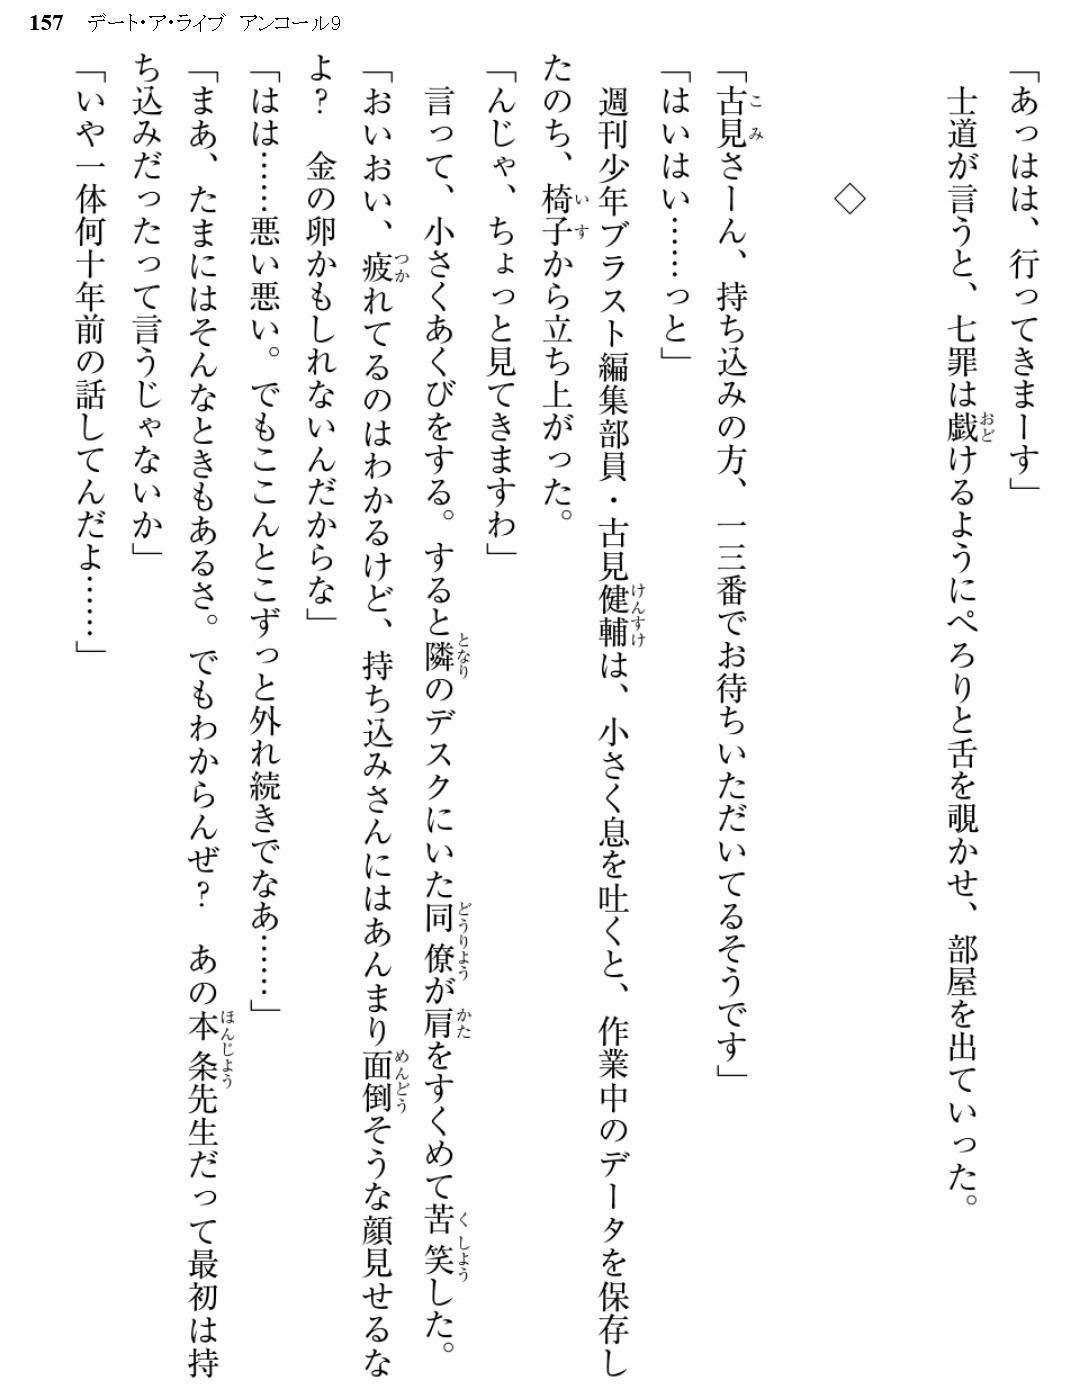 157 デート・ア・ライブ アンコール9
「あっはは、行ってきまーす」
士道が言うと、七罪は戯けるようにぺろりと舌を覗かせ、部屋を出ていった。
◇
「古見さーん、持ち込みの方、一三番でお待ちいただいてるそうです」
「はいはい……っと」
週刊少年ブラスト編集部員・古見健輔は、小さく息を吐くと、作業中のデータを保存し
たのち、椅子から立ち上がった。
「んじゃ、ちょっと見てきますわ」
言って、小さくあくびをする。すると隣のデスクにいた同僚が肩をすくめて苦笑した。
「おいおい、疲れてるのはわかるけど、持ち込みさんにはあんまり面倒そうな顔見せるな
よ？　金の卵かもしれないんだからな」
「はは……悪い悪い。でもここんとこずっと外れ続きでなあ……」
「まあ、たまにはそんなときもあるさ。でもわからんぜ？　あの本条先生だって最初は持
ち込みだったって言うじゃないか」
「いや一体何十年前の話してんだよ……」